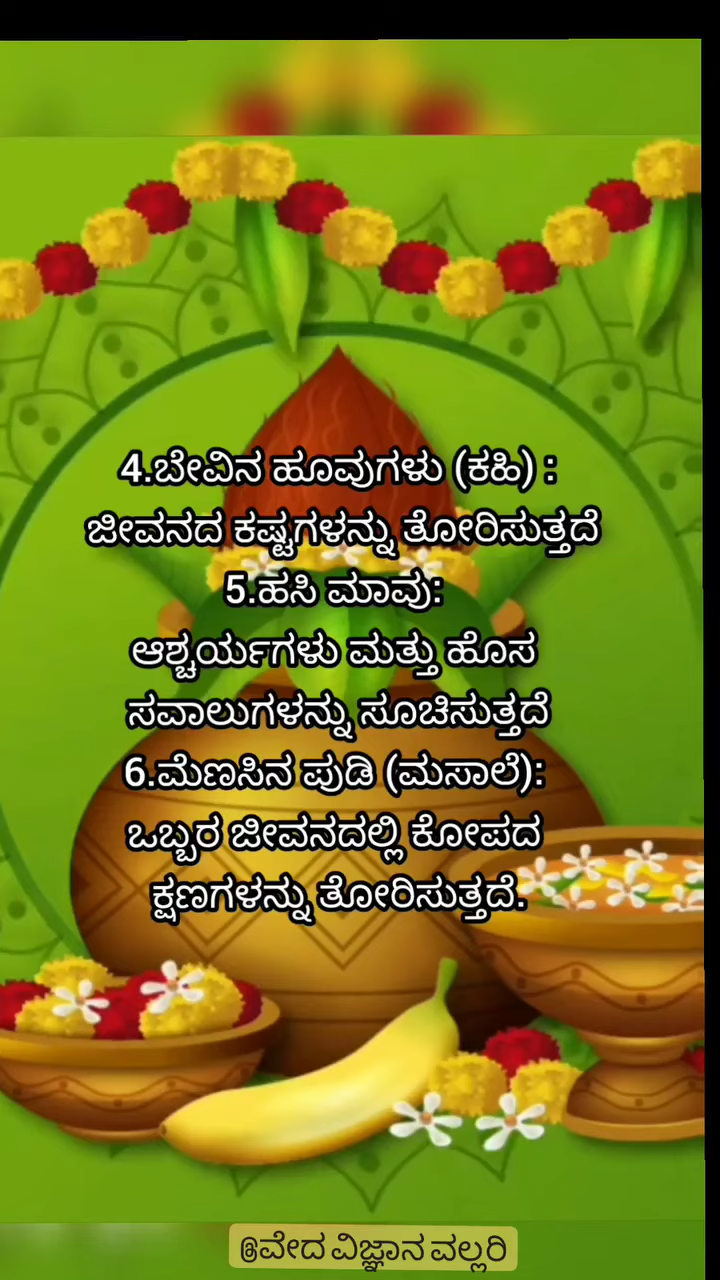 4.ಬೇವಿನ ಹೂವುಗಳು (ಕಹಿ) :
ಜೀವನದ ಕಷ್ಟಗಳನ್ನು ತೋರಿಸುತ್ತದೆ
5.ಹಸಿ ಮಾವು:
ಆಶ್ಚರ್ಯಗಳು ಮತ್ತು ಹೊಸ
ಸವಾಲುಗಳನ್ನು ಸೂಚಿಸುತ್ತದೆ
6.ಮೆಣಸಿನ ಪುಡಿ (ಮಸಾಲೆ):
ಒಬ್ಬರ ಜೀವನದಲ್ಲಿ ಕೋಪದ
ಕ್ಷಣಗಳನ್ನು ತೋರಿಸುತ್ತದೆ.
@ವೇದ ವಿಜ್ಞಾನ ವಲ್ಲರಿ